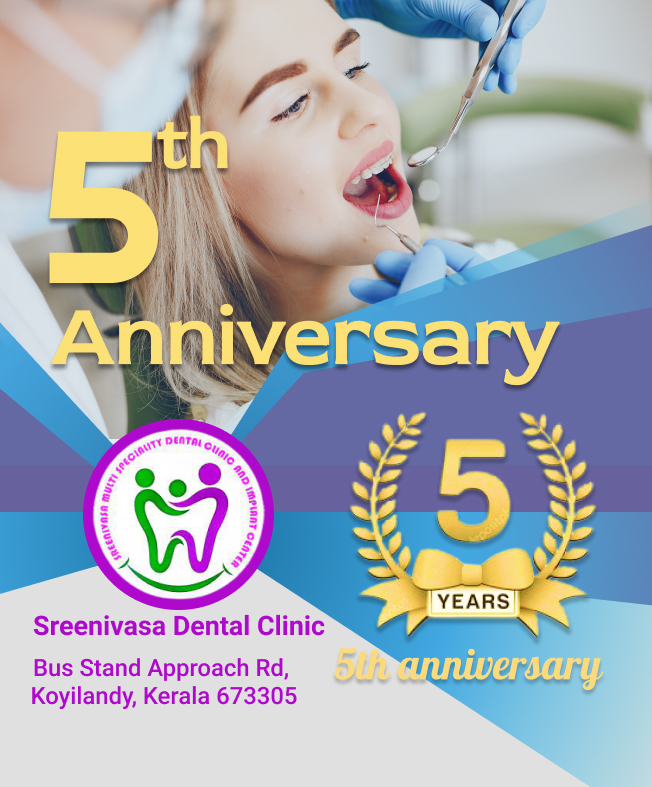 5th
Anniversary
SREENIVASA MULTI SPECIALITY DENTAL CLINIC AND IMPLANT CENTER
5
YEARS
Sreenivasa Dental Clinic
Bus Stand Approach Rd,
Koyilandy, Kerala 673305
5th anniversary